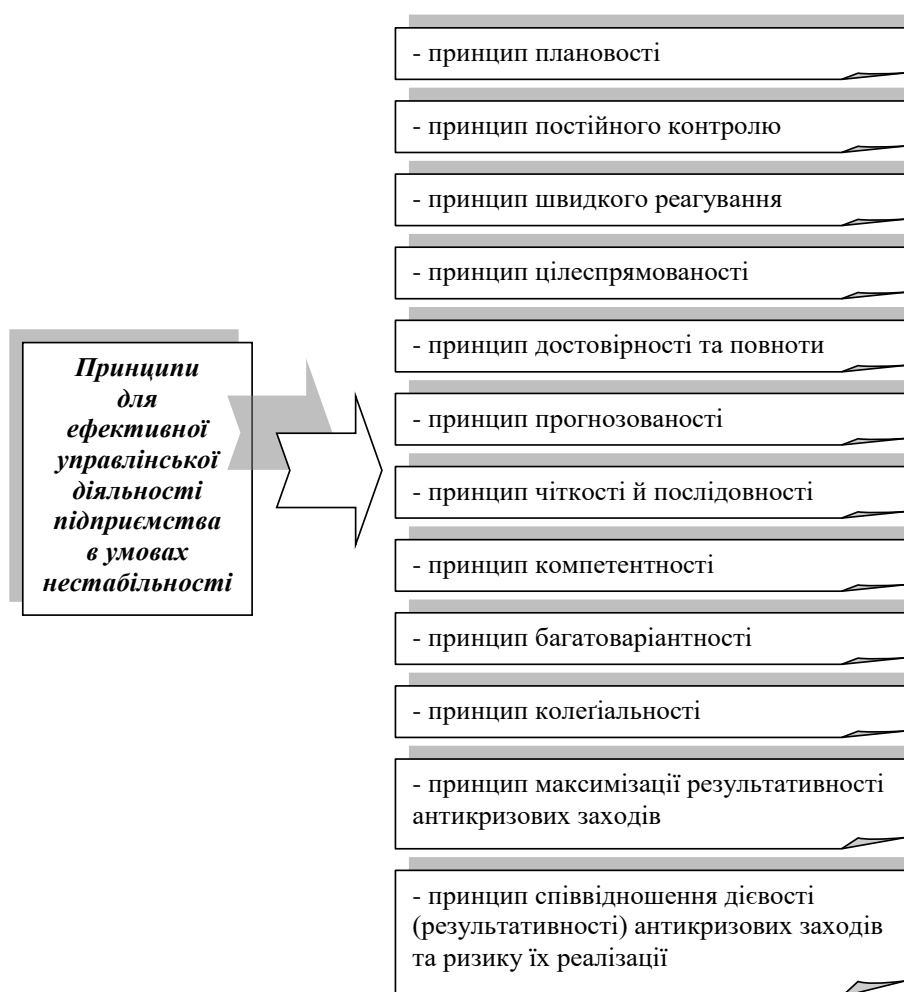 Принципи
для
ефективної
управлінської
діяльності
підприємства
в умовах
нестабільності
- принцип плановості
- принцип постійного контролю
- принцип швидкого реагування
- принцип цілеспрямованості
- принцип достовірності та повноти
- принцип прогнозованості
- принцип чіткості й послідовності
- принцип компетентності
- принцип багатоваріантності
- принцип колегіальності
- принцип максимізації результативності
антикризових заходів
- принцип співвідношення дієвості
(результативності) антикризових заходів
та ризику їх реалізації